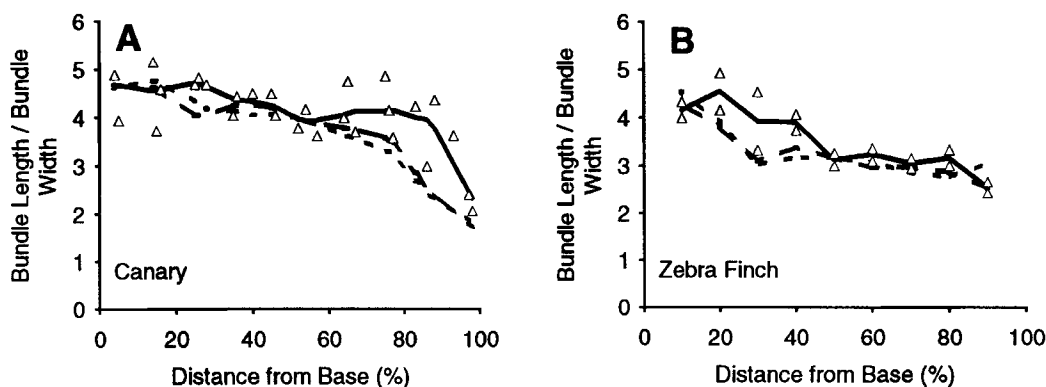 A
B
Bundle Length / Bundle
Width
6
5
4
3
2
1
0
Canary
0 20 40 60 80 100
Distance from Base (%)
Bundle Length / Bundle
Width
6
5
4
3
2
1
0
Zebra Finch
0 20 40 60 80 100
Distance from Base (%)